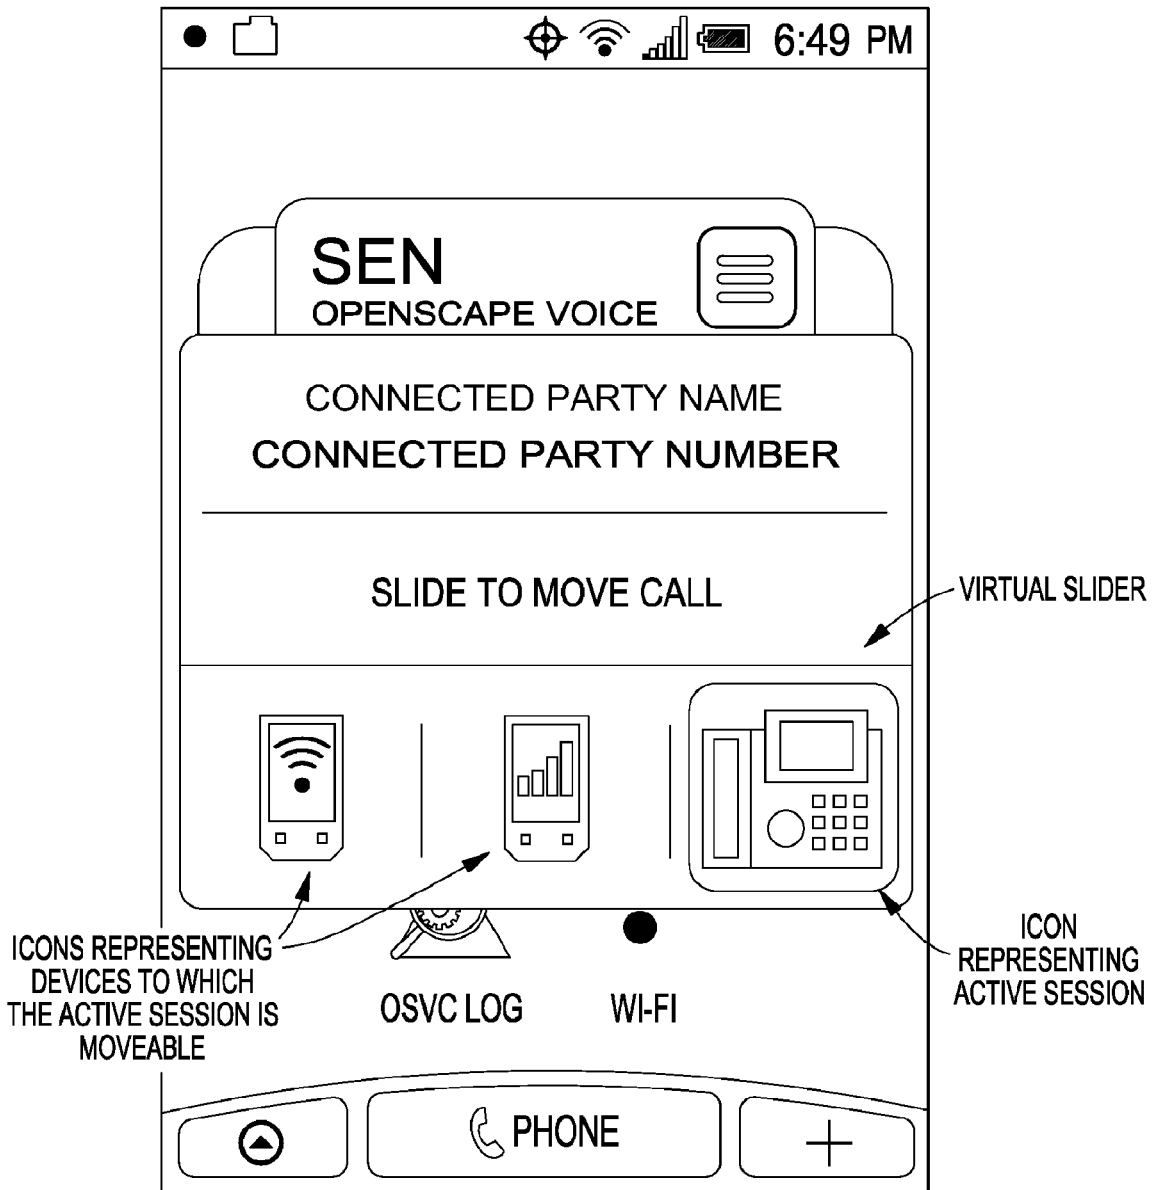 6:49 PM
SEN
OPENSCAPE VOICE
CONNECTED PARTY NAME
CONNECTED PARTY NUMBER
SLIDE TO MOVE CALL
VIRTUAL SLIDER
ICONS REPRESENTING
DEVICES TO WHICH
THE ACTIVE SESSION IS
MOVEABLE
ICON
REPRESENTING
ACTIVE SESSION
OSVC LOG
WI-FI
PHONE